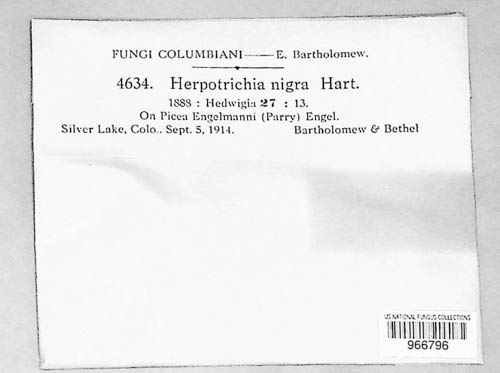 FUNGI COLUMBIANI——E. Bartholomew.
4634. Herpotrichia nigra Hart.
1888 : Hedwigia 27 : 13.
On Picea Engelmanni (Parry) Engel.
Silver Lake, Colo.. Sept. 5, 1914. Bartholomew & Bethel
US NATIONAL FUNGUS COLLECTIONS
966796